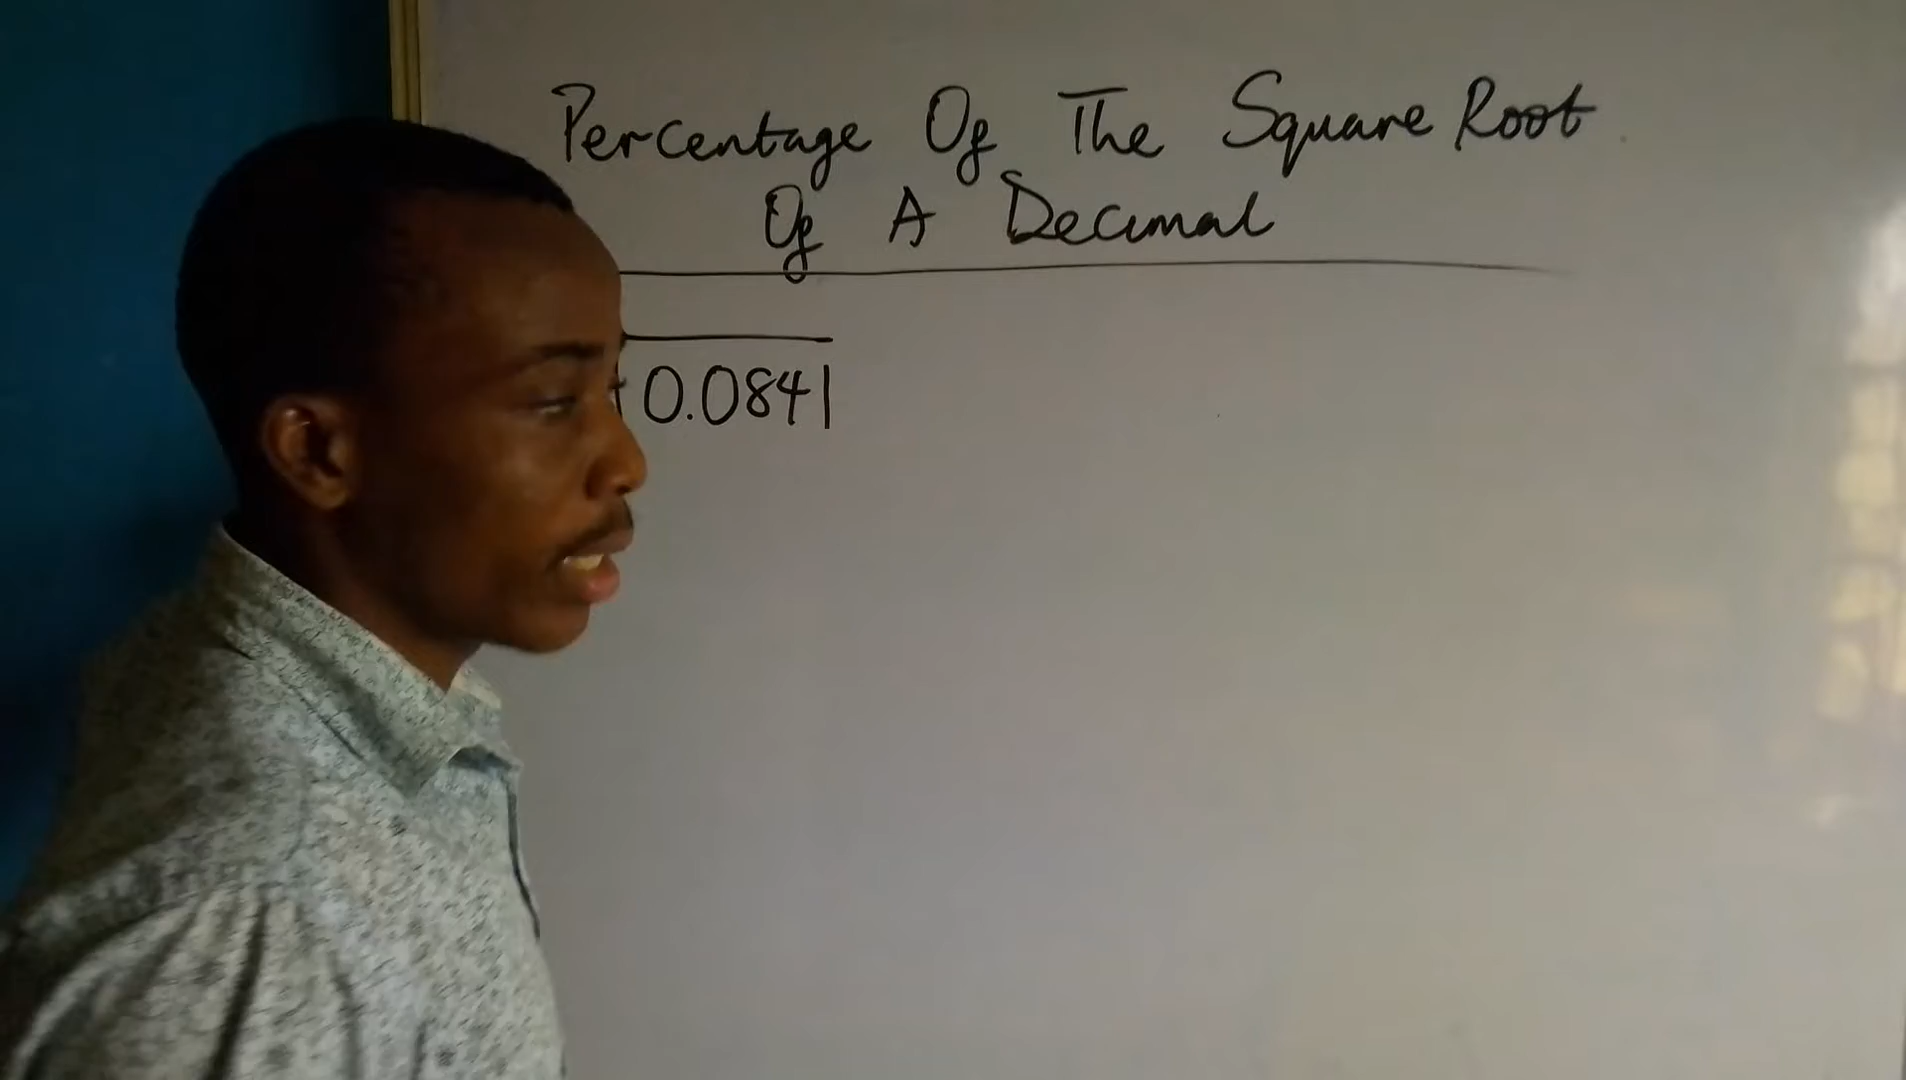 Percentage Of The Square Root
Of A Decimal
0.0841